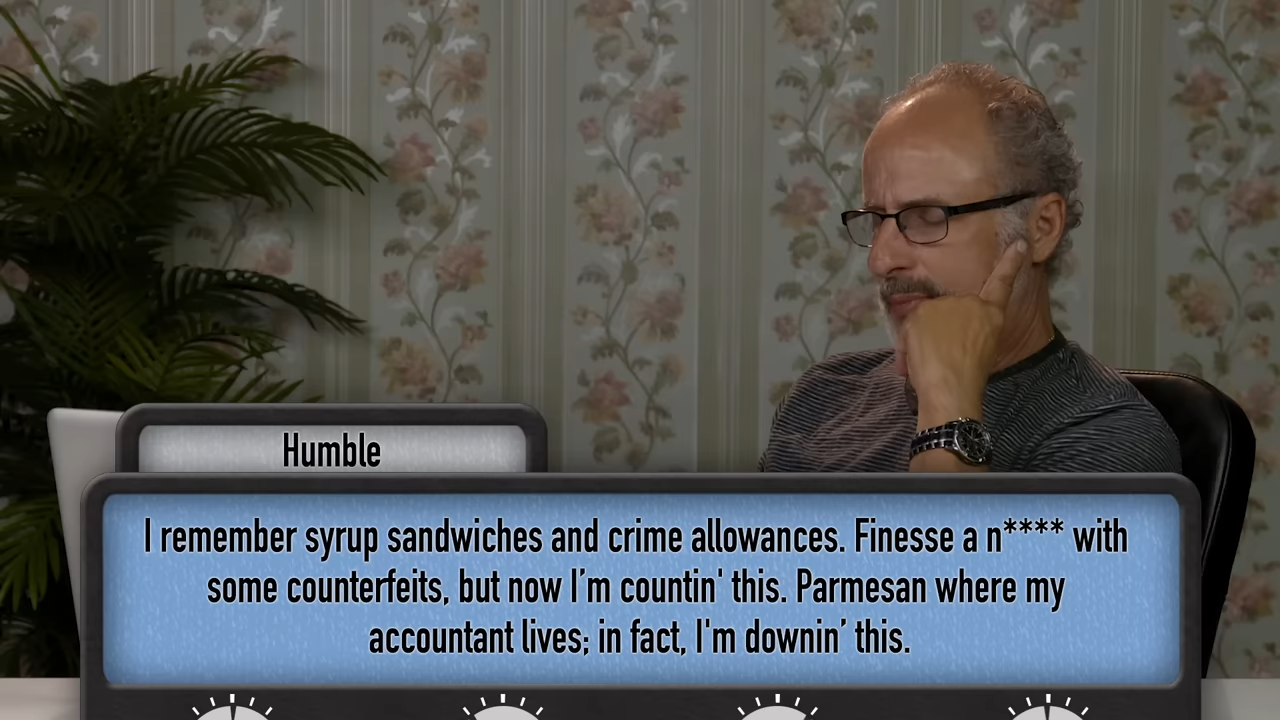 Humble
I remember syrup sandwiches and crime allowances. Finesse a n**** with
some counterfeits, but now I’m countin' this. Parmesan where my
accountant lives; in fact, I'm downin’ this.